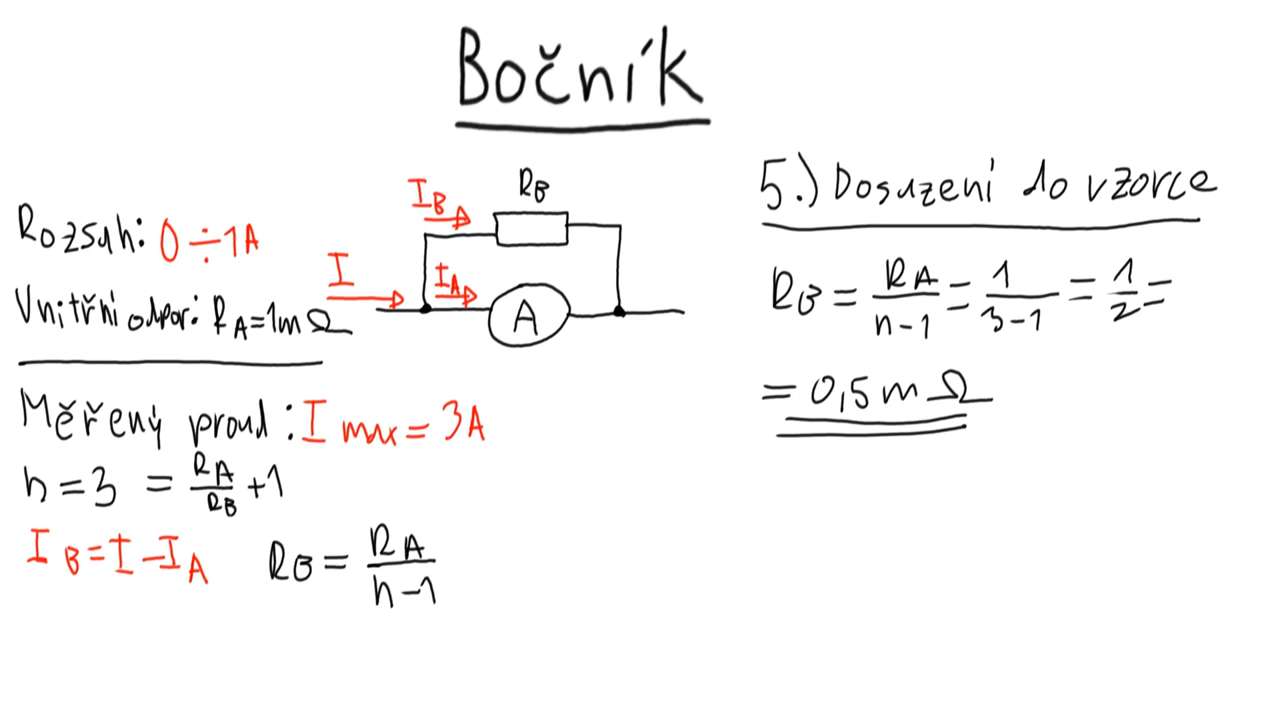 Bočník
Rozsah: 0 ÷ 1A
Vnitřní odpor: RA = 1mΩ
I
IB
RB
IA
A
Měřený proud: I max = 3A
n = 3 = RA/RB + 1
IB = I - IA
RB = RA/n-1
5.) Dosazení do vzorce
RB = RA/n-1 = 1/3-1 = 1/2 =
= 0,5 mΩ